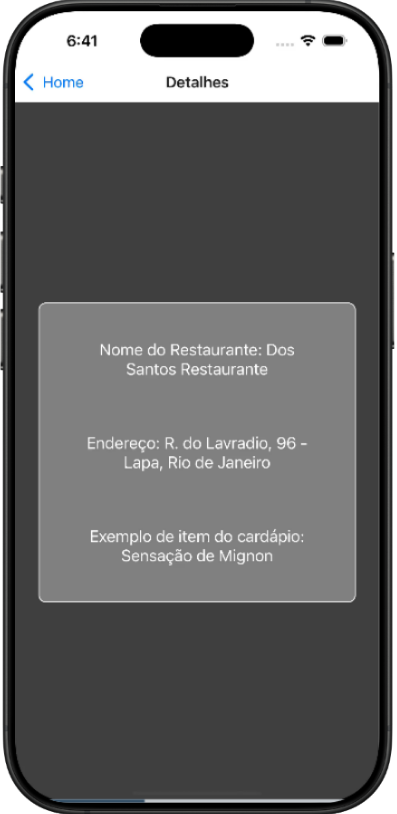 6:41
Home
Detalhes
Nome do Restaurante: Dos
Santos Restaurante
Endereço: R. do Lavradio, 96 -
Lapa, Rio de Janeiro
Exemplo de item do cardápio:
Sensação de Mignon